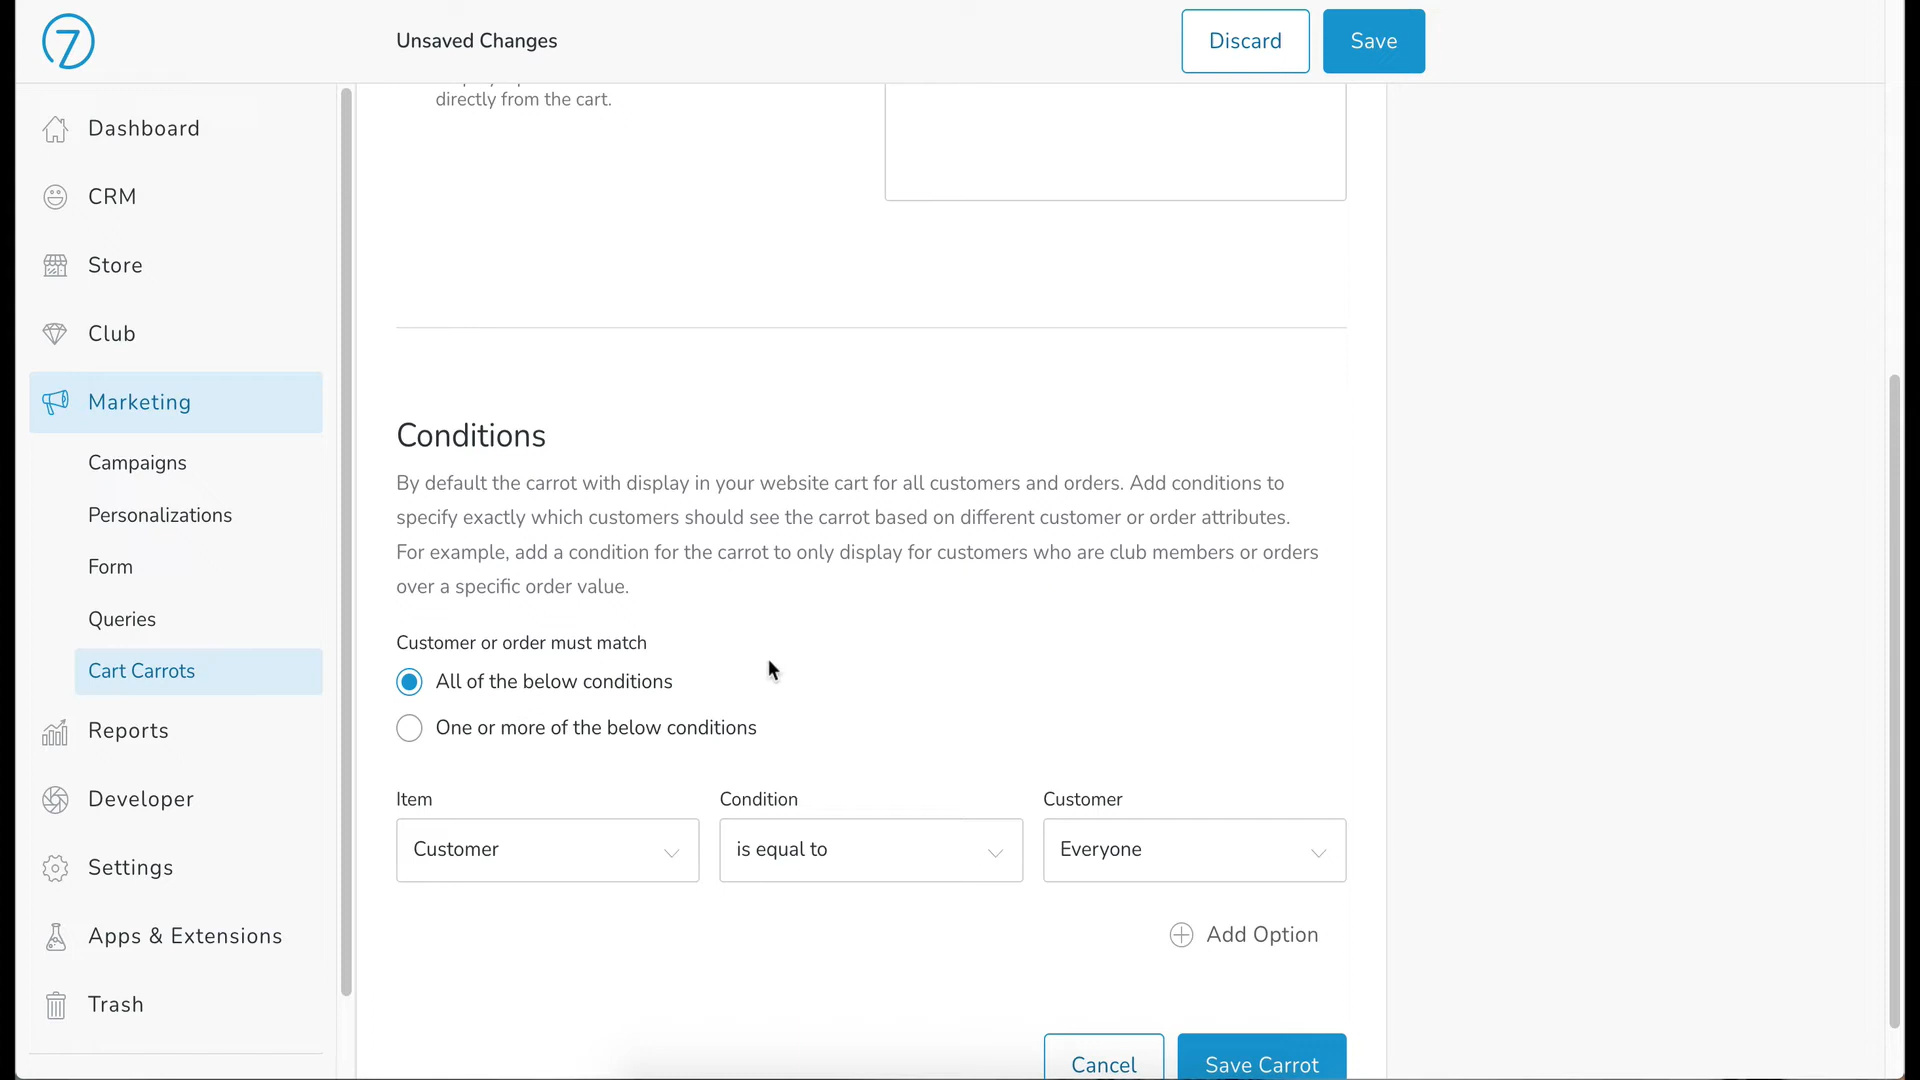 7
Unsaved Changes
Discard
Save
Dashboard
CRM
Store
Club
Marketing
Campaigns
Personalizations
Form
Queries
Cart Carrots
Reports
Developer
Settings
Apps & Extensions
Trash
directly from the cart.
Conditions
By default the carrot with display in your website cart for all customers and orders. Add conditions to
specify exactly which customers should see the carrot based on different customer or order attributes.
For example, add a condition for the carrot to only display for customers who are club members or orders
over a specific order value.
Customer or order must match
All of the below conditions
One or more of the below conditions
Item
Condition
Customer
Customer
is equal to
Everyone
Add Option
Cancel
Save Carrot